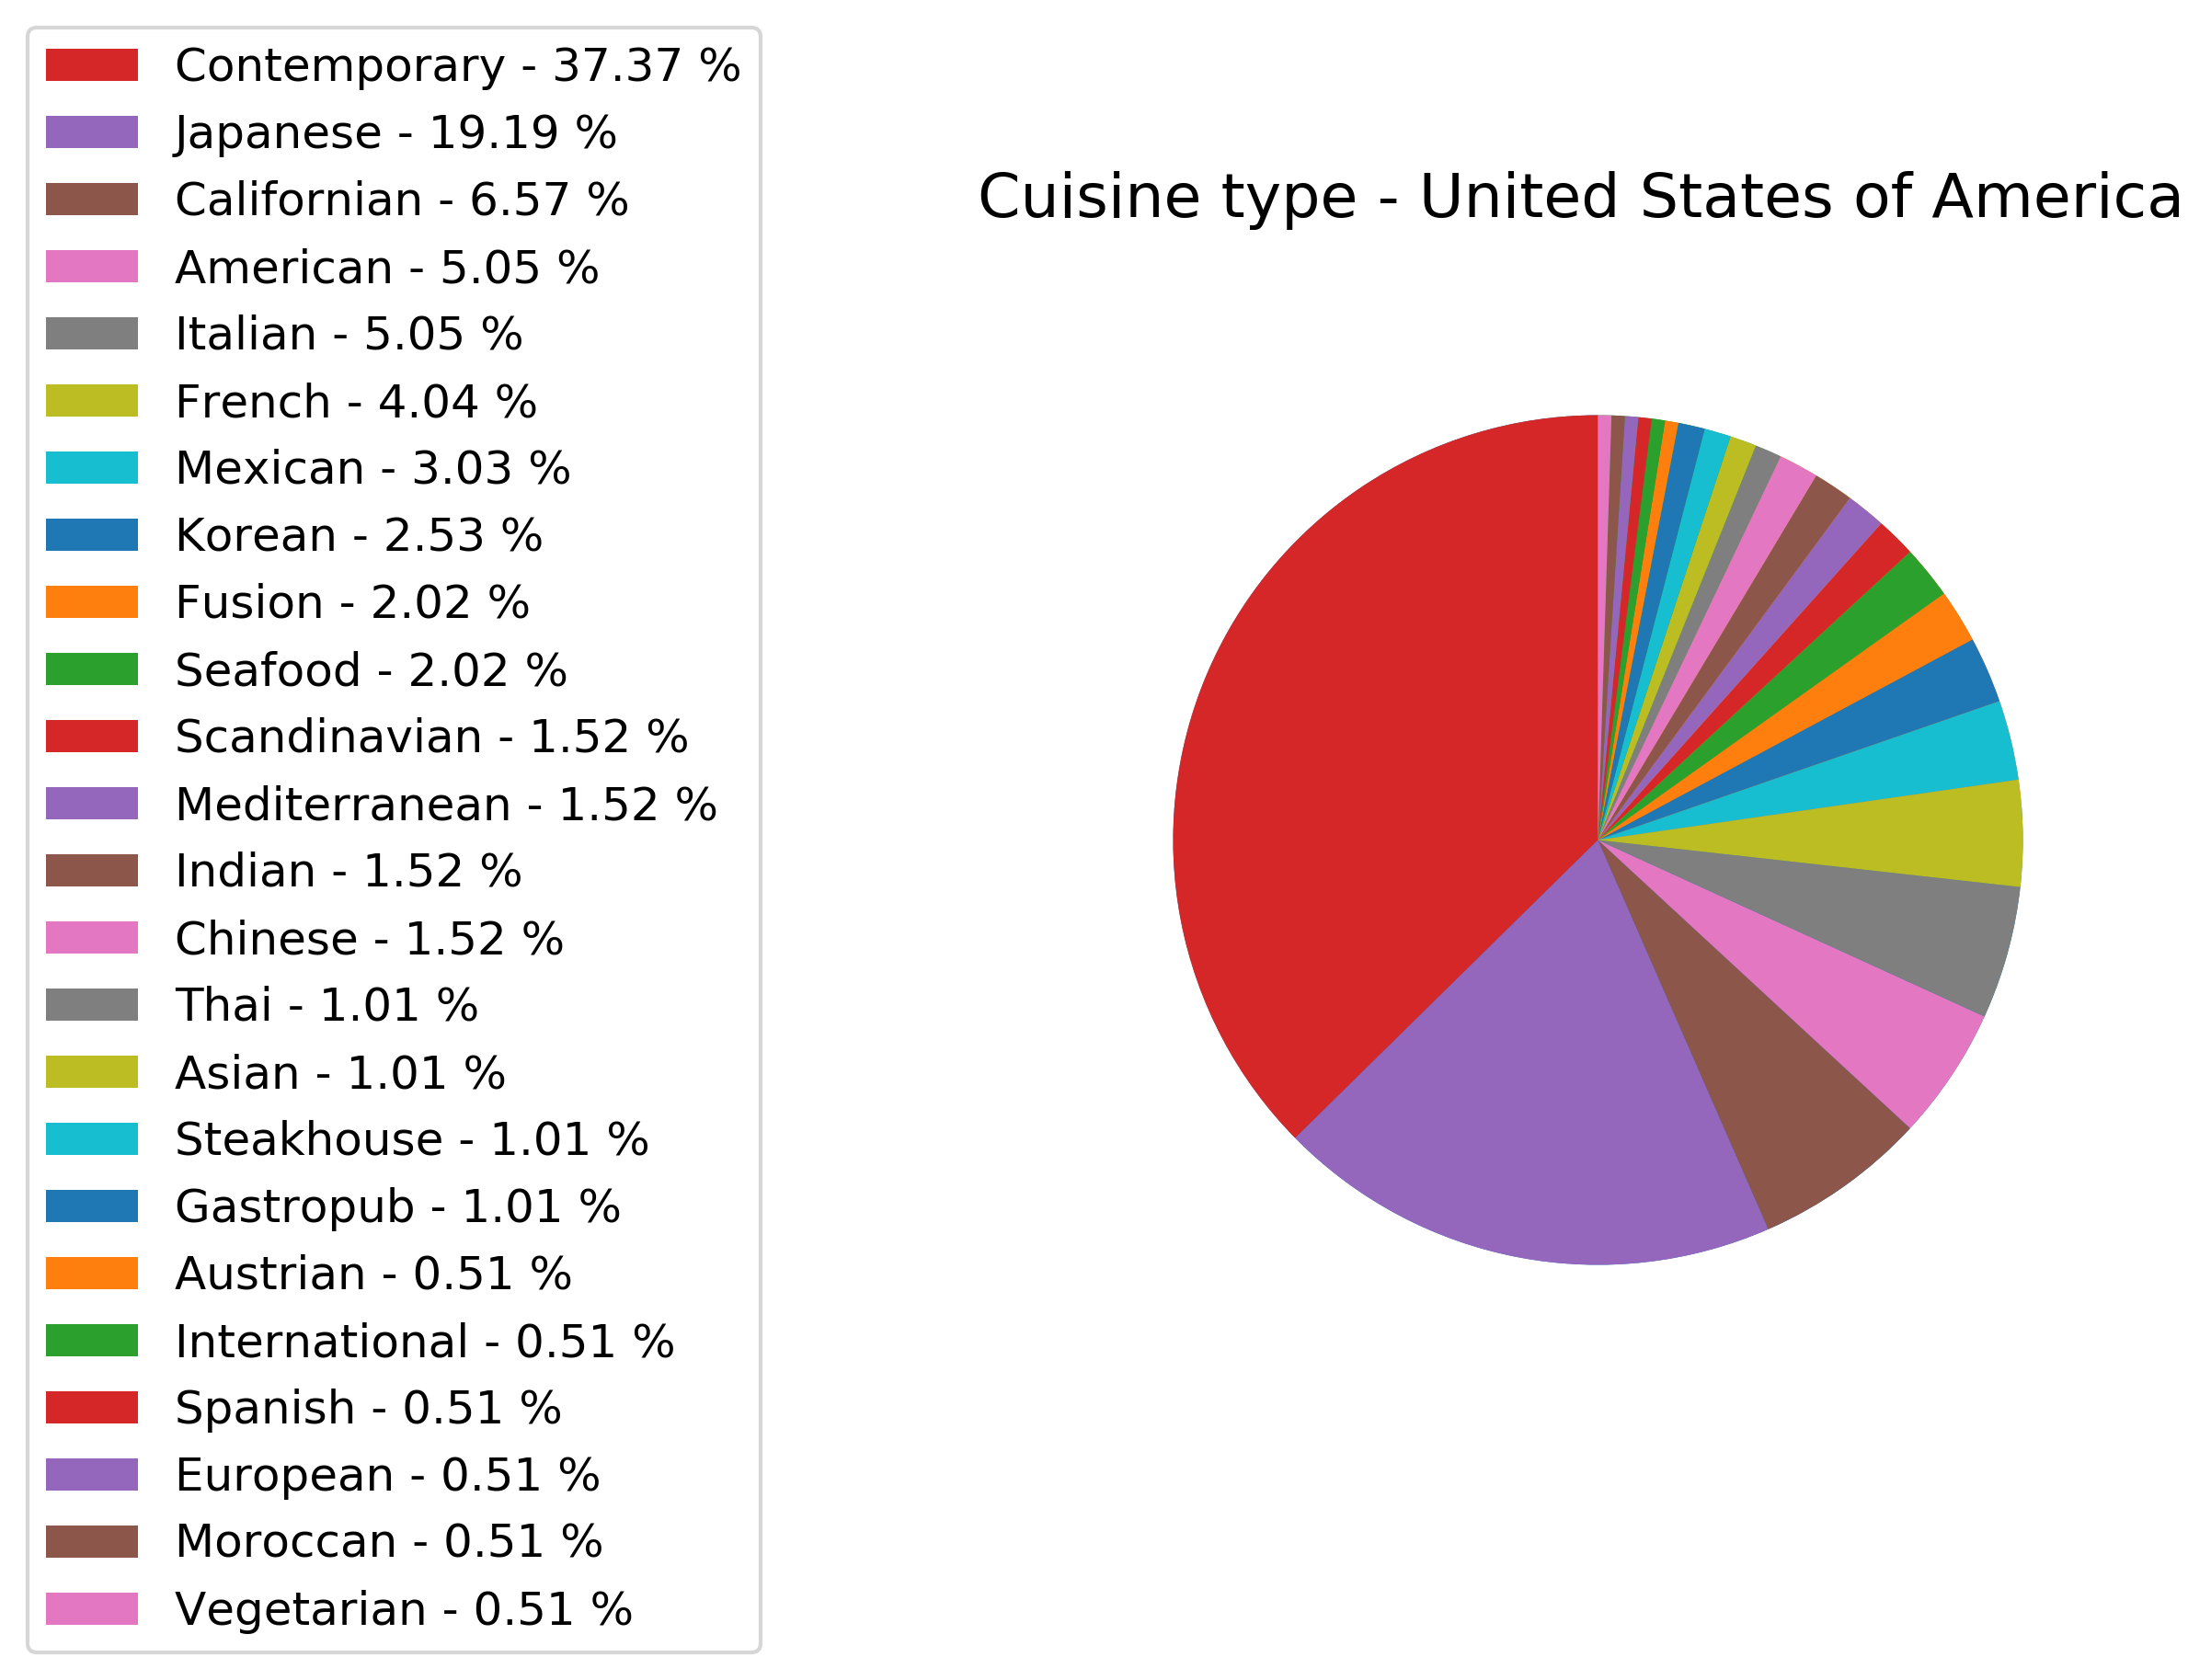 Contemporary - 37.37 %
Japanese - 19.19 %
Californian - 6.57 %
American - 5.05 %
Italian - 5.05 %
French - 4.04 %
Mexican - 3.03 %
Korean - 2.53 %
Fusion - 2.02 %
Seafood - 2.02 %
Scandinavian - 1.52 %
Mediterranean - 1.52 %
Indian - 1.52 %
Chinese - 1.52 %
Thai - 1.01 %
Asian - 1.01 %
Steakhouse - 1.01 %
Gastropub - 1.01 %
Austrian - 0.51 %
International - 0.51 %
Spanish - 0.51 %
European - 0.51 %
Moroccan - 0.51 %
Vegetarian - 0.51 %
Cuisine type - United States of America